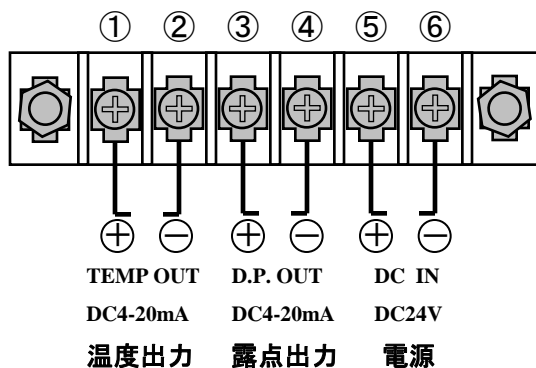 ① ② ③ ④ ⑤ ⑥
⊕ ⊖ ⊕ ⊖ ⊕ ⊖
TEMP OUT D.P. OUT DC IN
DC4-20mA DC4-20mA DC24V
温度出力 露点出力 電源